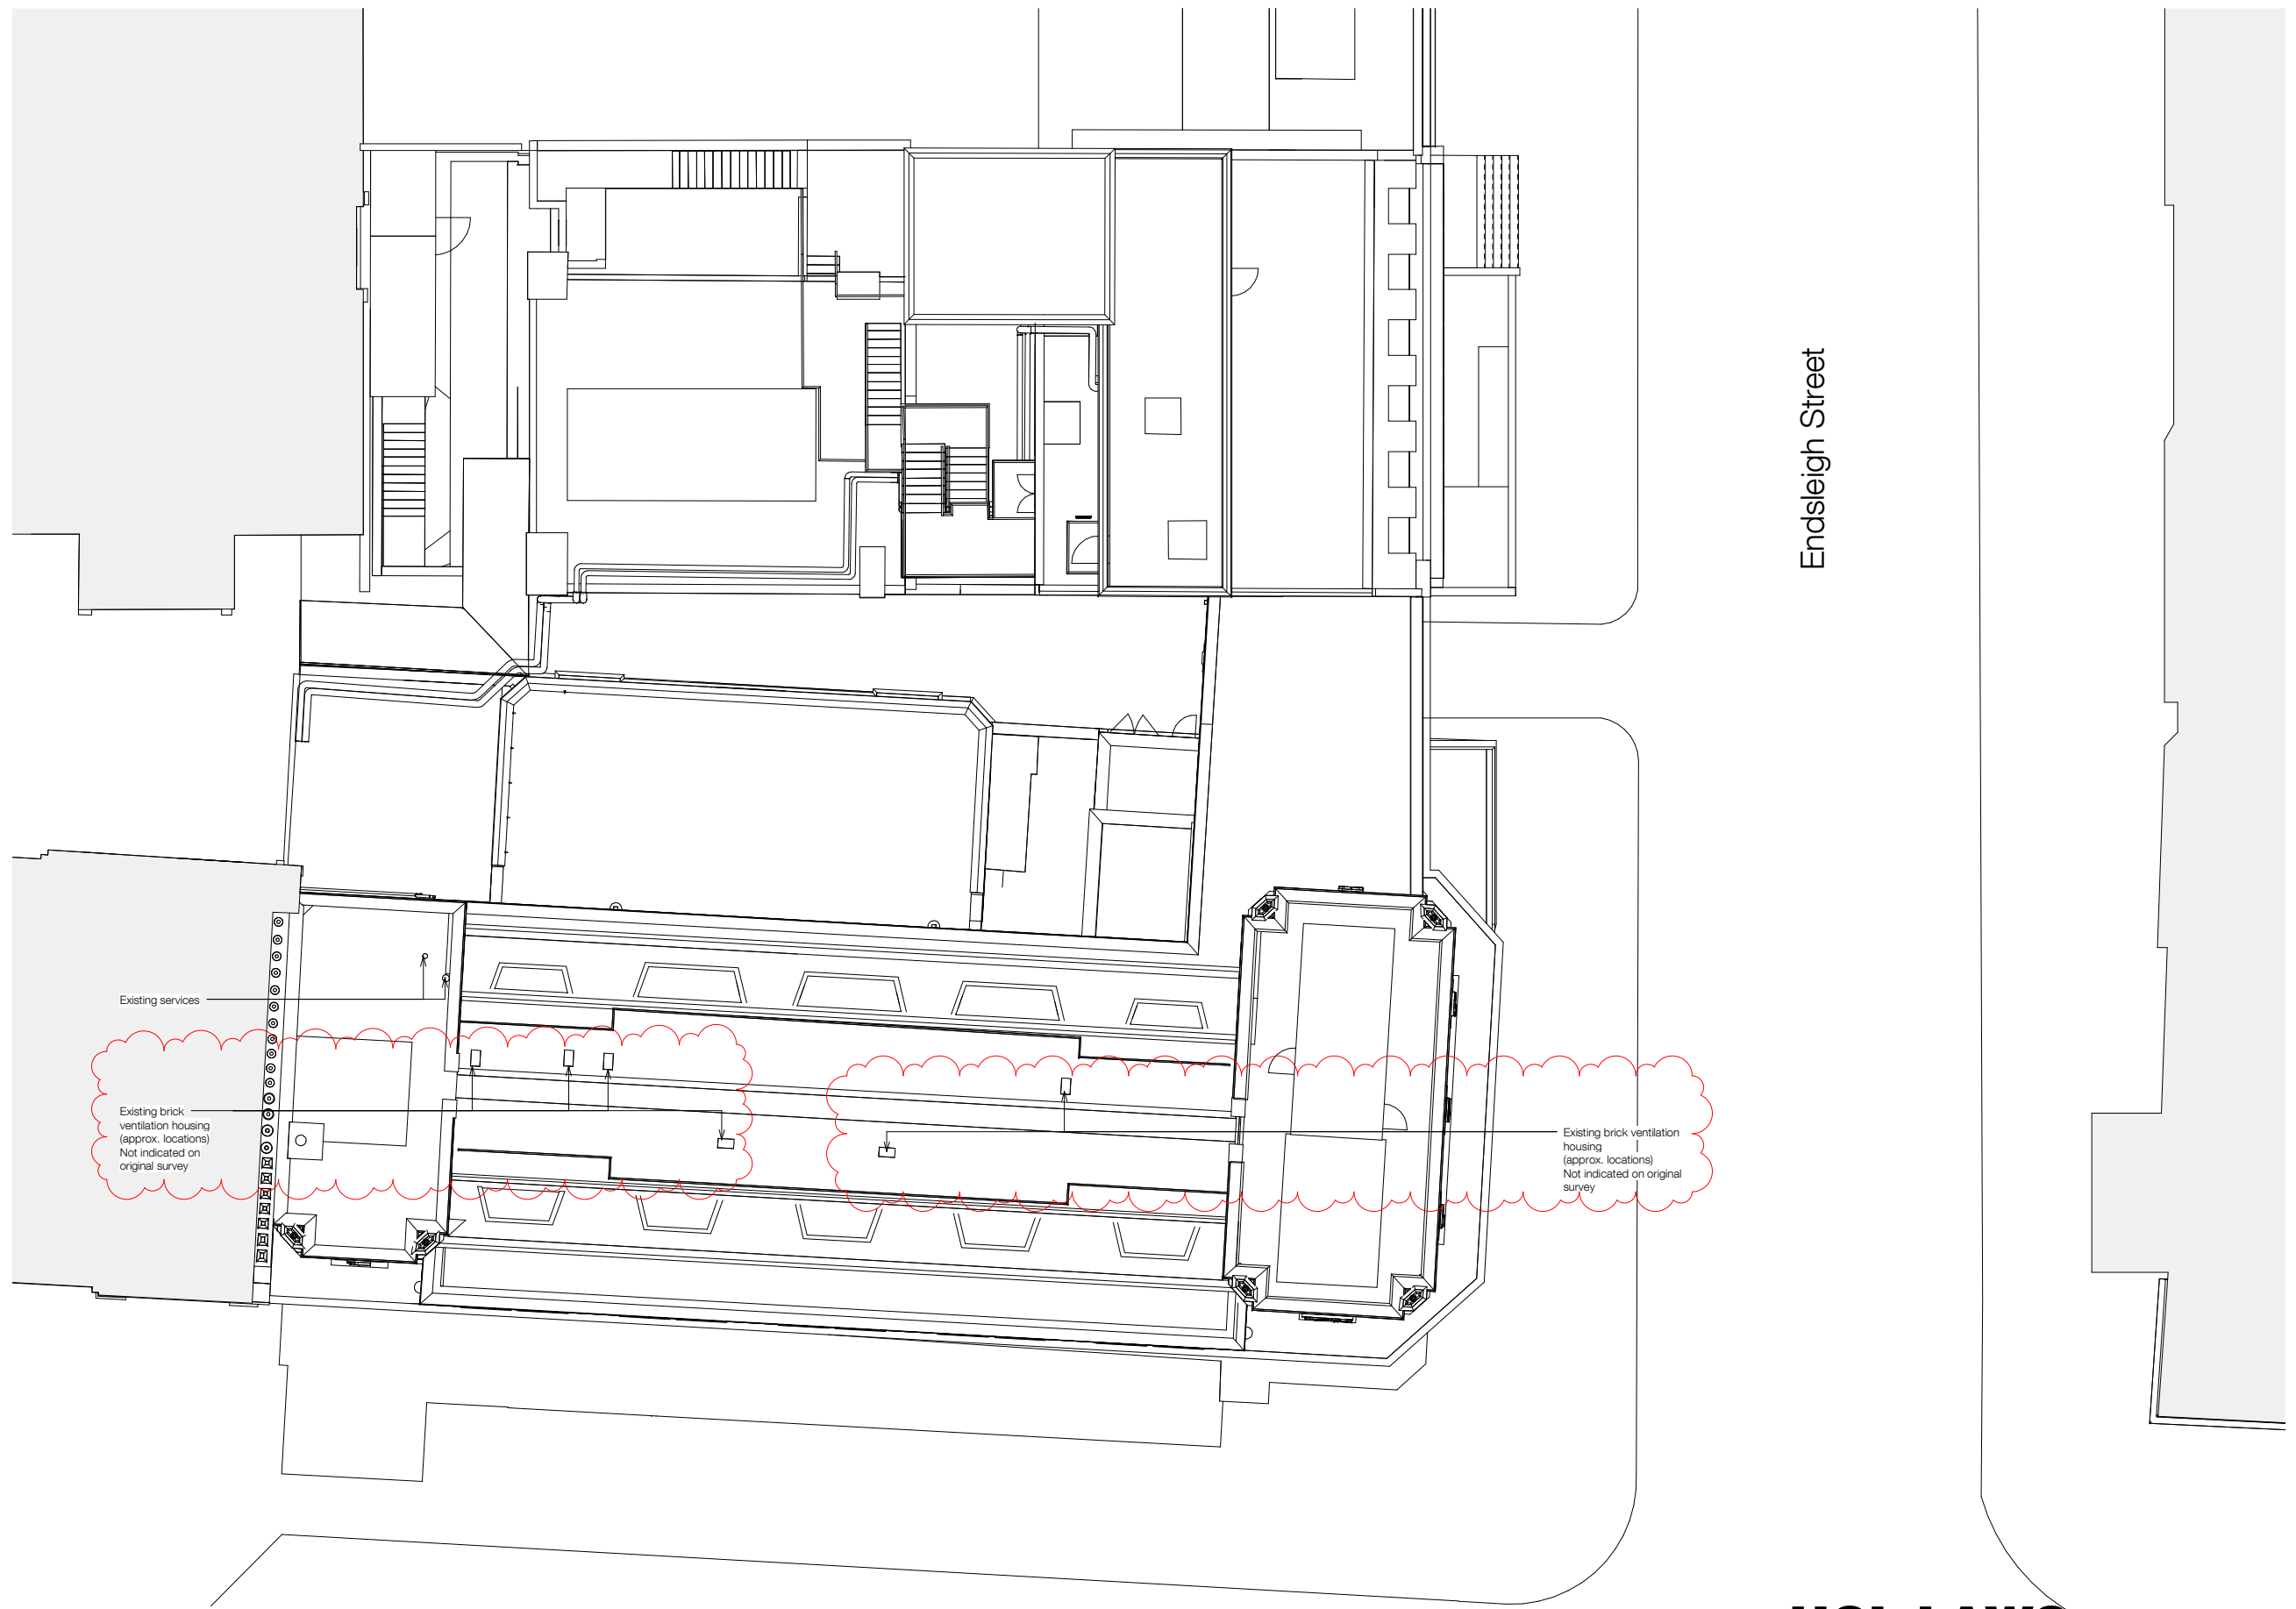 Endsleigh Street
Existing services
Existing brick
ventilation housing
(approx. locations)
Not indicated on
original survey
Existing brick ventilation
housing
(approx. locations)
Not indicated on original
survey